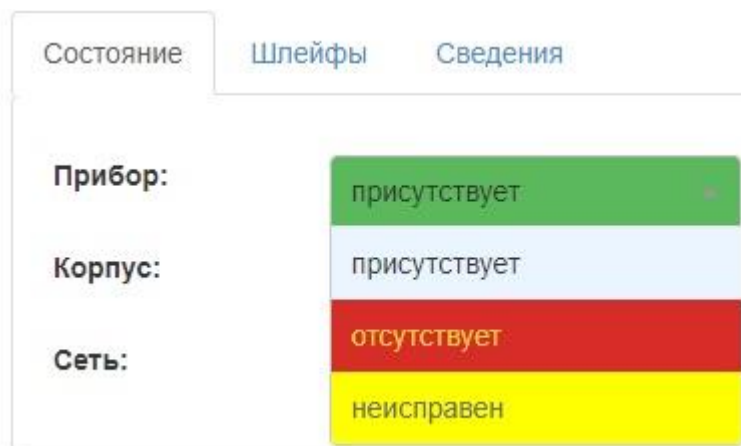 Состояние Шлейфы Сведения
Прибор: присутствует
Корпус: присутствует
отсутствует
Сеть:
неисправен